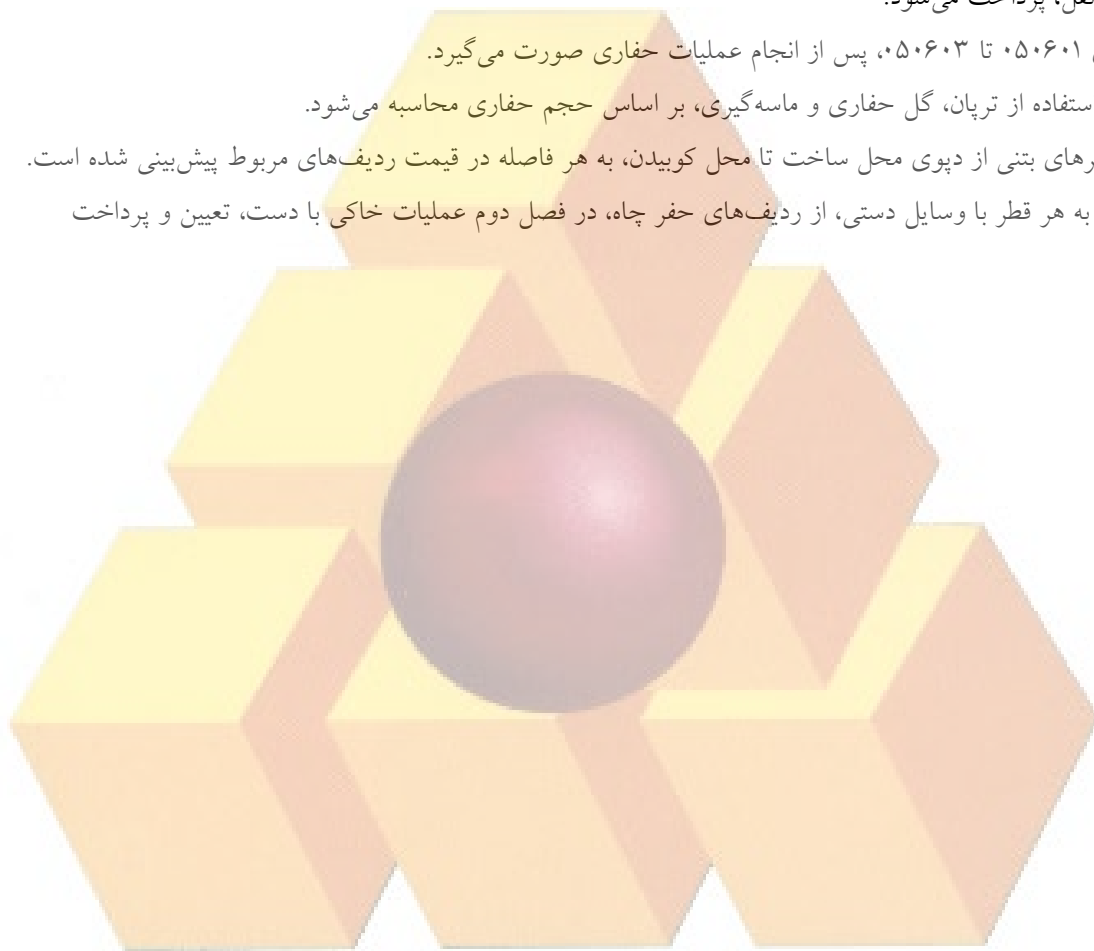 نقل، پرداخت می‌شود.
۰۵۰۶۰۱ تا ۰۵۰۶۰۳، پس از انجام عملیات حفاری صورت می‌گیرد.
ستفاده از ترپان، گل حفاری و ماسه‌گیری، بر اساس حجم حفاری محاسبه می‌شود.
رهای بتنی از دپوی محل ساخت تا محل کوبیدن، به هر فاصله در قیمت ردیف‌های مربوط پیش‌بینی شده است.
به هر قطر با وسایل دستی، از ردیف‌های حفر چاه، در فصل دوم عملیات خاکی با دست، تعیین و پرداخت